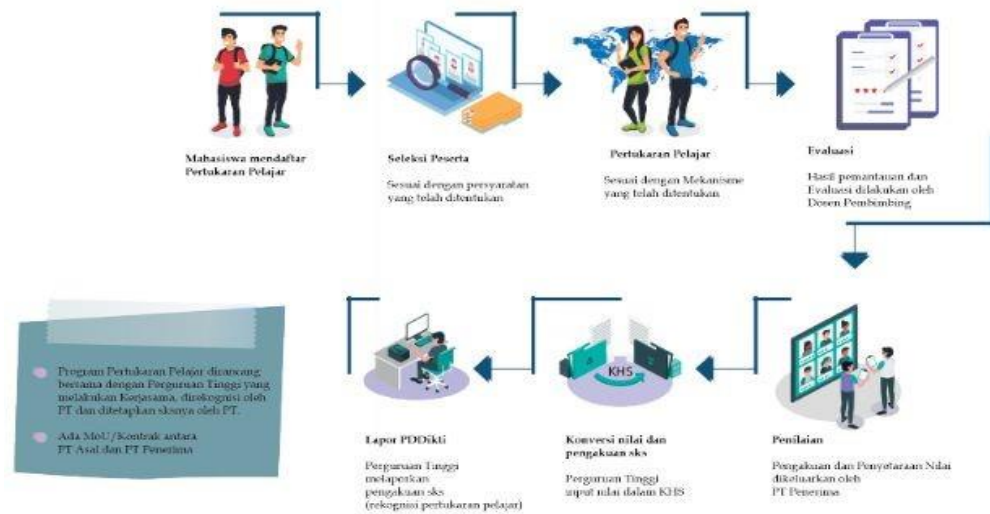 Mahasiswa mendaftar
Pertukaran Pelajar
Seleksi Peserta
Sesuai dengan persyaratan
yang telah ditentukan
Pertukaran Pelajar
Sesuai dengan Mekanisme
yang telah ditentukan
Evaluasi
Hasil pemantauan dan
Evaluasi dilakukan oleh
Dosen Pembimbing
Program Pertukaran Pelajar dirancang
bersama dengan Perguruan Tinggi yang
melakukan Kerjasama, direkognisi oleh
PT dan ditetapkan sksnya oleh PT.
Ada MoU/Kontrak antara
PT Asal dan PT Penerima
Lapor PDDikti
Perguruan Tinggi
melaporkan
pengakuan sks
(rekognisi pertukaran pelajar)
KHS
Konversi nilai dan
pengakuan sks
Perguruan Tinggi
input nilai dalam KHS
Penilaian
Pengakuan dan Penyetaraan Nilai
dikeluarkan oleh
PT Penerima